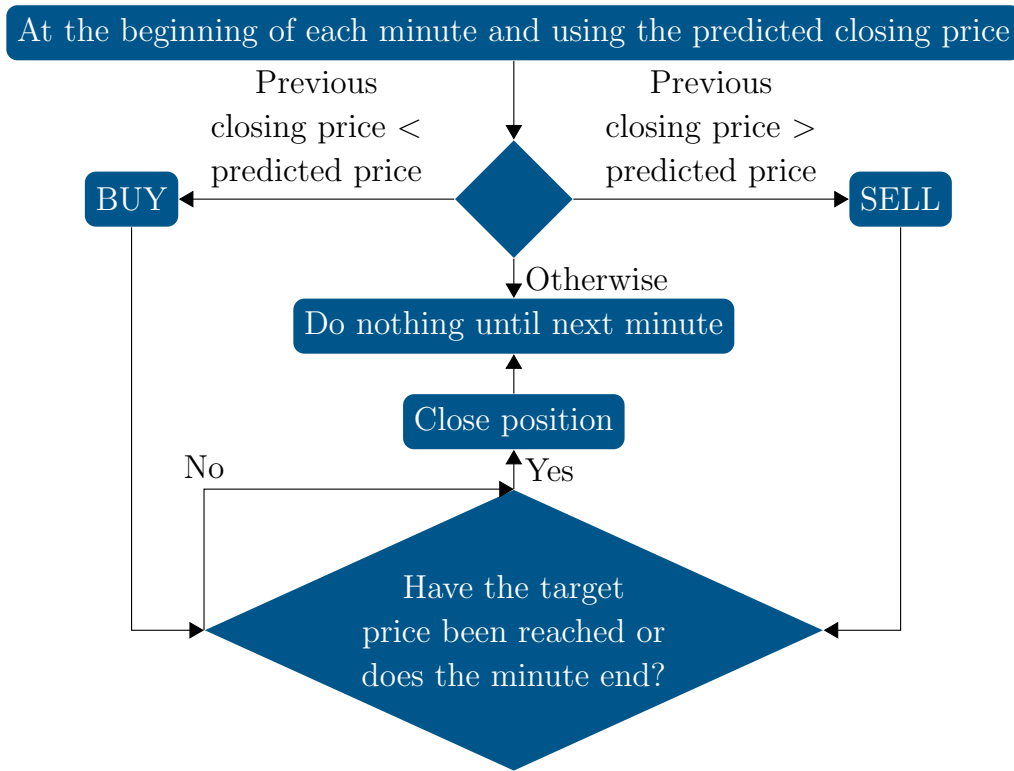 At the beginning of each minute and using the predicted closing price
Previous
closing price <
predicted price
Previous
closing price >
predicted price
BUY
SELL
Otherwise
Do nothing until next minute
Close position
No
Yes
Have the target
price been reached or
does the minute end?